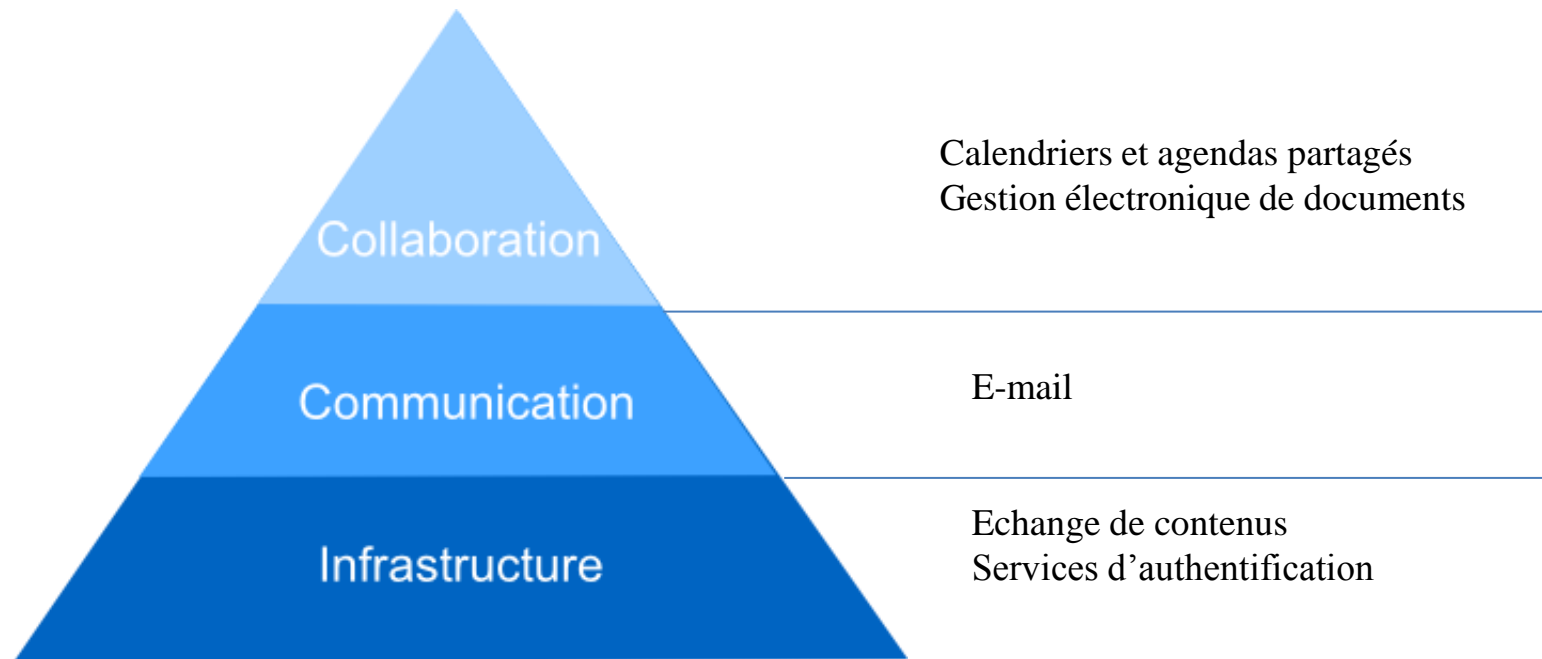 Calendriers et agendas partagés
Gestion électronique de documents
Collaboration
E-mail
Communication
Echange de contenus
Services d’authentification
Infrastructure